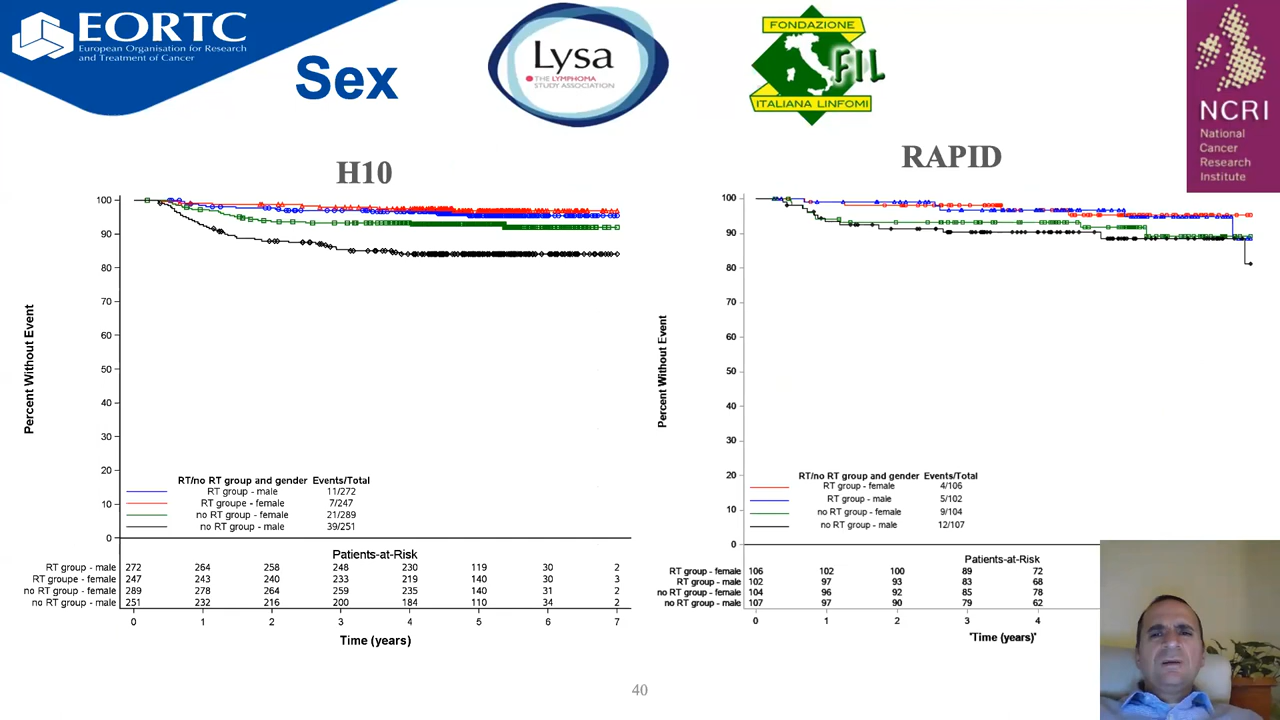 EORTC
European Organisation for Research
and Treatment of Cancer
Sex
Lysa
THE LYMPHOMA
STUDY ASSOCIATION
FONDAZIONE
FIL
ITALIANA LINFOMI
NCRI
National
Cancer
Research
Institute
H10
Percent Without Event
100
90
80
70
60
50
40
30
20
10
0
RT/no RT group and gender Events/Total
RT group - male 11/272
RT groupe - female 7/247
no RT group - female 21/289
no RT group - male 39/251
Patients-at-Risk
RT group - male 272 264 258 248 230 119 30 2
RT groupe - female 247 243 240 233 219 140 30 3
no RT group - female 289 278 264 259 235 140 31 2
no RT group - male 251 232 216 200 184 110 34 2
0 1 2 3 4 5 6 7
Time (years)
RAPID
Percent Without Event
100
90
80
70
60
50
40
30
20
10
0
RT/no RT group and gender Events/Total
RT group - female 4/106
RT group - male 5/102
no RT group - female 9/104
no RT group - male 12/107
Patients-at-Risk
RT group - female 106 102 100 89 72
RT group - male 102 97 93 83 68
no RT group - female 104 96 92 85 78
no RT group - male 107 97 90 79 62
0 1 2 3 4
"Time (years)"
40